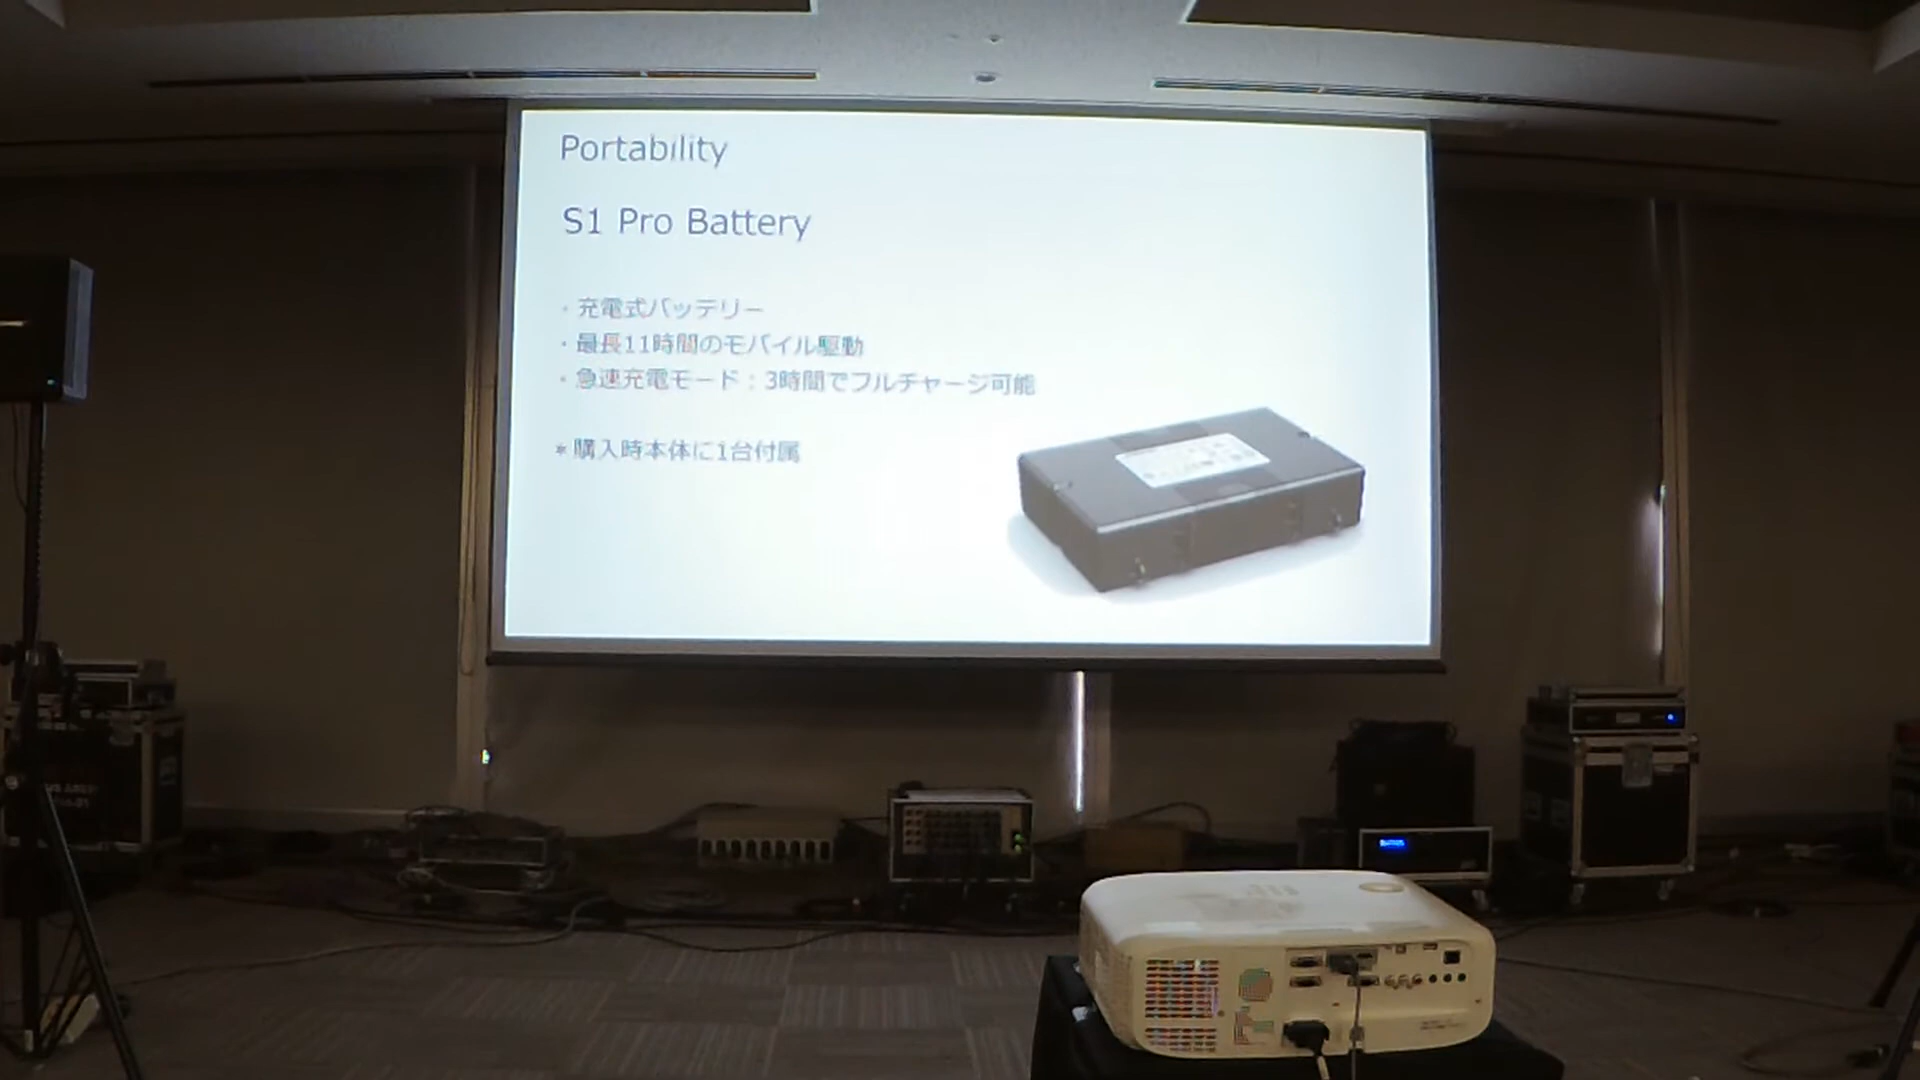 Portability
S1 Pro Battery
・充電式バッテリー
・最長11時間のモバイル駆動
・急速充電モード：3時間でフルチャージ可能
＊購入時本体に1台付属